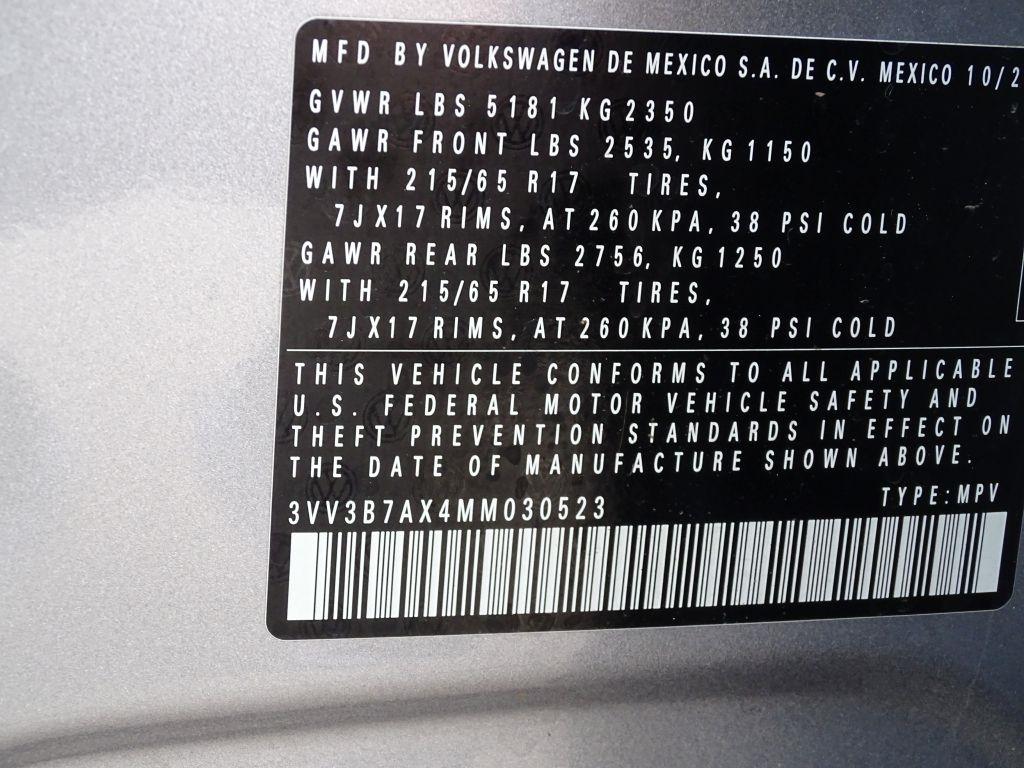 MFD BY VOLKSWAGEN DE MEXICO S.A. DE C.V. MEXICO 10/2
GVWR LBS 5181 KG 2350
GAWR FRONT LBS 2535, KG 1150
WITH 215/65 R17 TIRES,
7JX17 RIMS, AT 260 KPA, 38 PSI COLD
GAWR REAR LBS 2756, KG 1250
WITH 215/65 R17 TIRES,
7JX17 RIMS, AT 260 KPA, 38 PSI COLD
THIS VEHICLE CONFORMS TO ALL APPLICABLE
U.S. FEDERAL MOTOR VEHICLE SAFETY AND
THEFT PREVENTION STANDARDS IN EFFECT ON
THE DATE OF MANUFACTURE SHOWN ABOVE.
3VV3B7AX4MM030523 TYPE: MPV